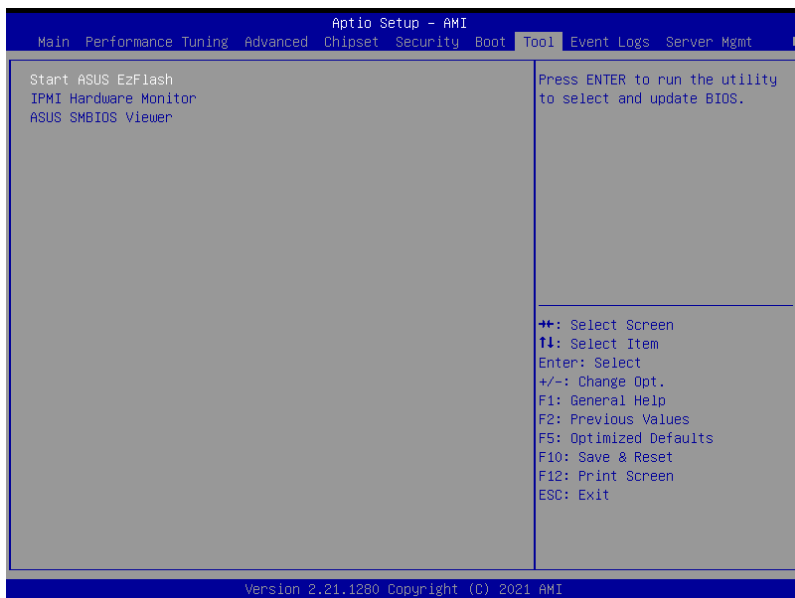 Aptio Setup – AMI
Main Performance Tuning Advanced Chipset Security Boot Tool Event Logs Server Mgmt
Start ASUS EzFlash
IPMI Hardware Monitor
ASUS SMBIOS Viewer
Press ENTER to run the utility
to select and update BIOS.
→←: Select Screen
↑↓: Select Item
Enter: Select
+/-: Change Opt.
F1: General Help
F2: Previous Values
F5: Optimized Defaults
F10: Save & Reset
F12: Print Screen
ESC: Exit
Version 2.21.1280 Copyright (C) 2021 AMI